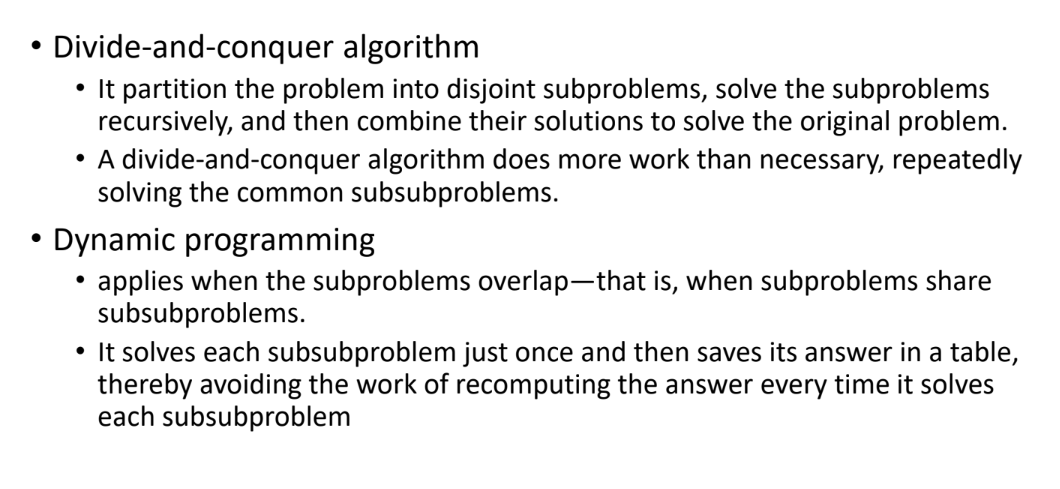 • Divide-and-conquer algorithm
• It partition the problem into disjoint subproblems, solve the subproblems
recursively, and then combine their solutions to solve the original problem.
• A divide-and-conquer algorithm does more work than necessary, repeatedly
solving the common subsubproblems.
• Dynamic programming
• applies when the subproblems overlap—that is, when subproblems share
subsubproblems.
• It solves each subsubproblem just once and then saves its answer in a table,
thereby avoiding the work of recomputing the answer every time it solves
each subsubproblem